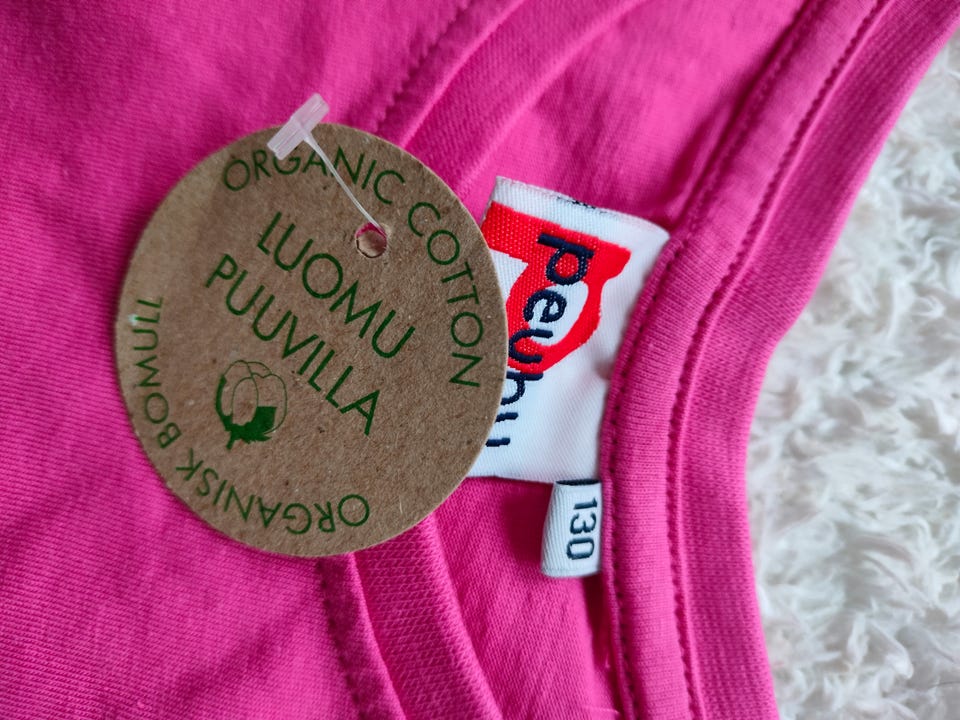 ORGANIC COTTON
LUOMU
PUUVILLA
ORGANISK BOMULL
peuhu
130